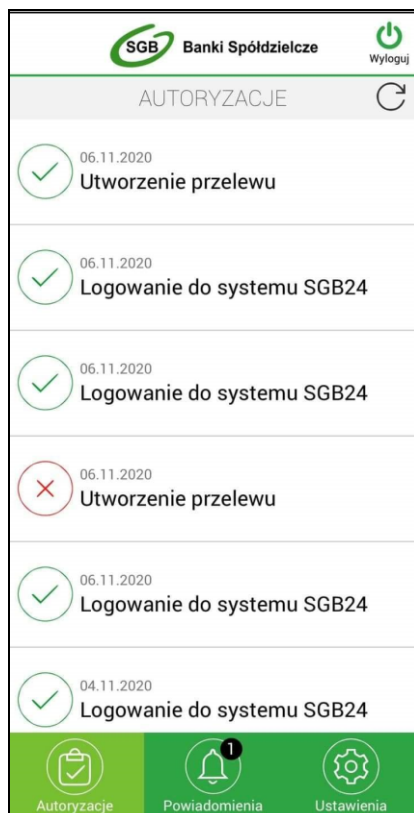 SGB Banki Spółdzielcze
Wyloguj
AUTORYZACJE
06.11.2020
Utworzenie przelewu
06.11.2020
Logowanie do systemu SGB24
06.11.2020
Logowanie do systemu SGB24
06.11.2020
Utworzenie przelewu
06.11.2020
Logowanie do systemu SGB24
04.11.2020
Logowanie do systemu SGB24
1
Autoryzacje Powiadomienia Ustawienia